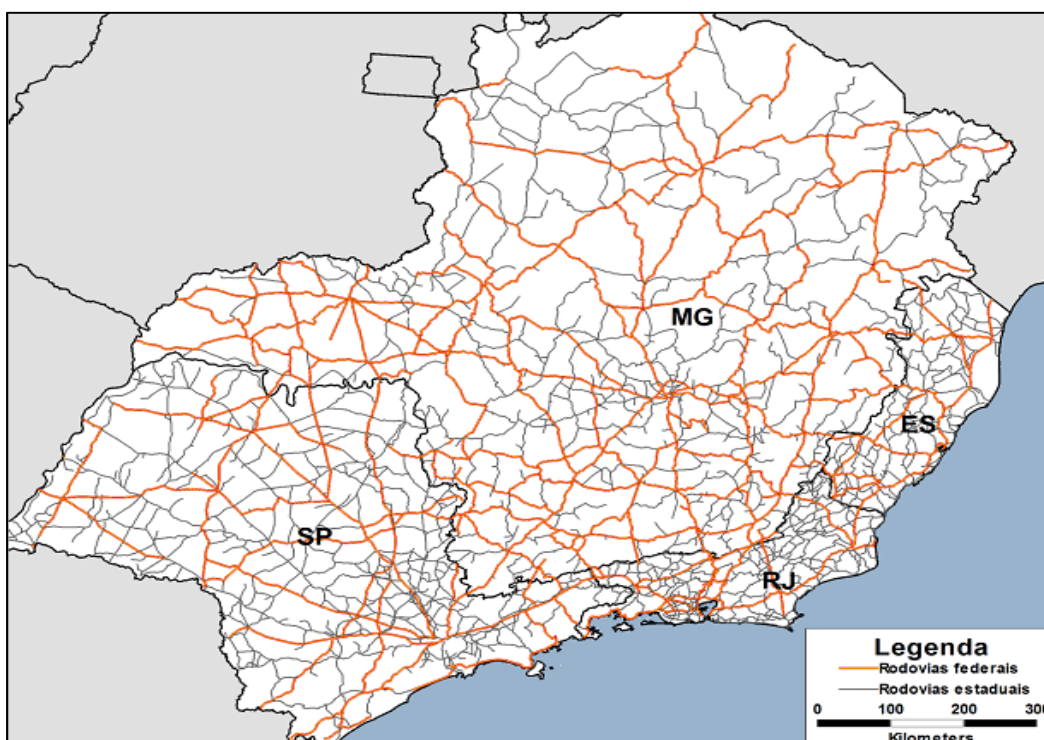 MG
ES
SP
RJ
Legenda
Rodovias federais
Rodovias estaduais
0 100 200 300
Kilometers